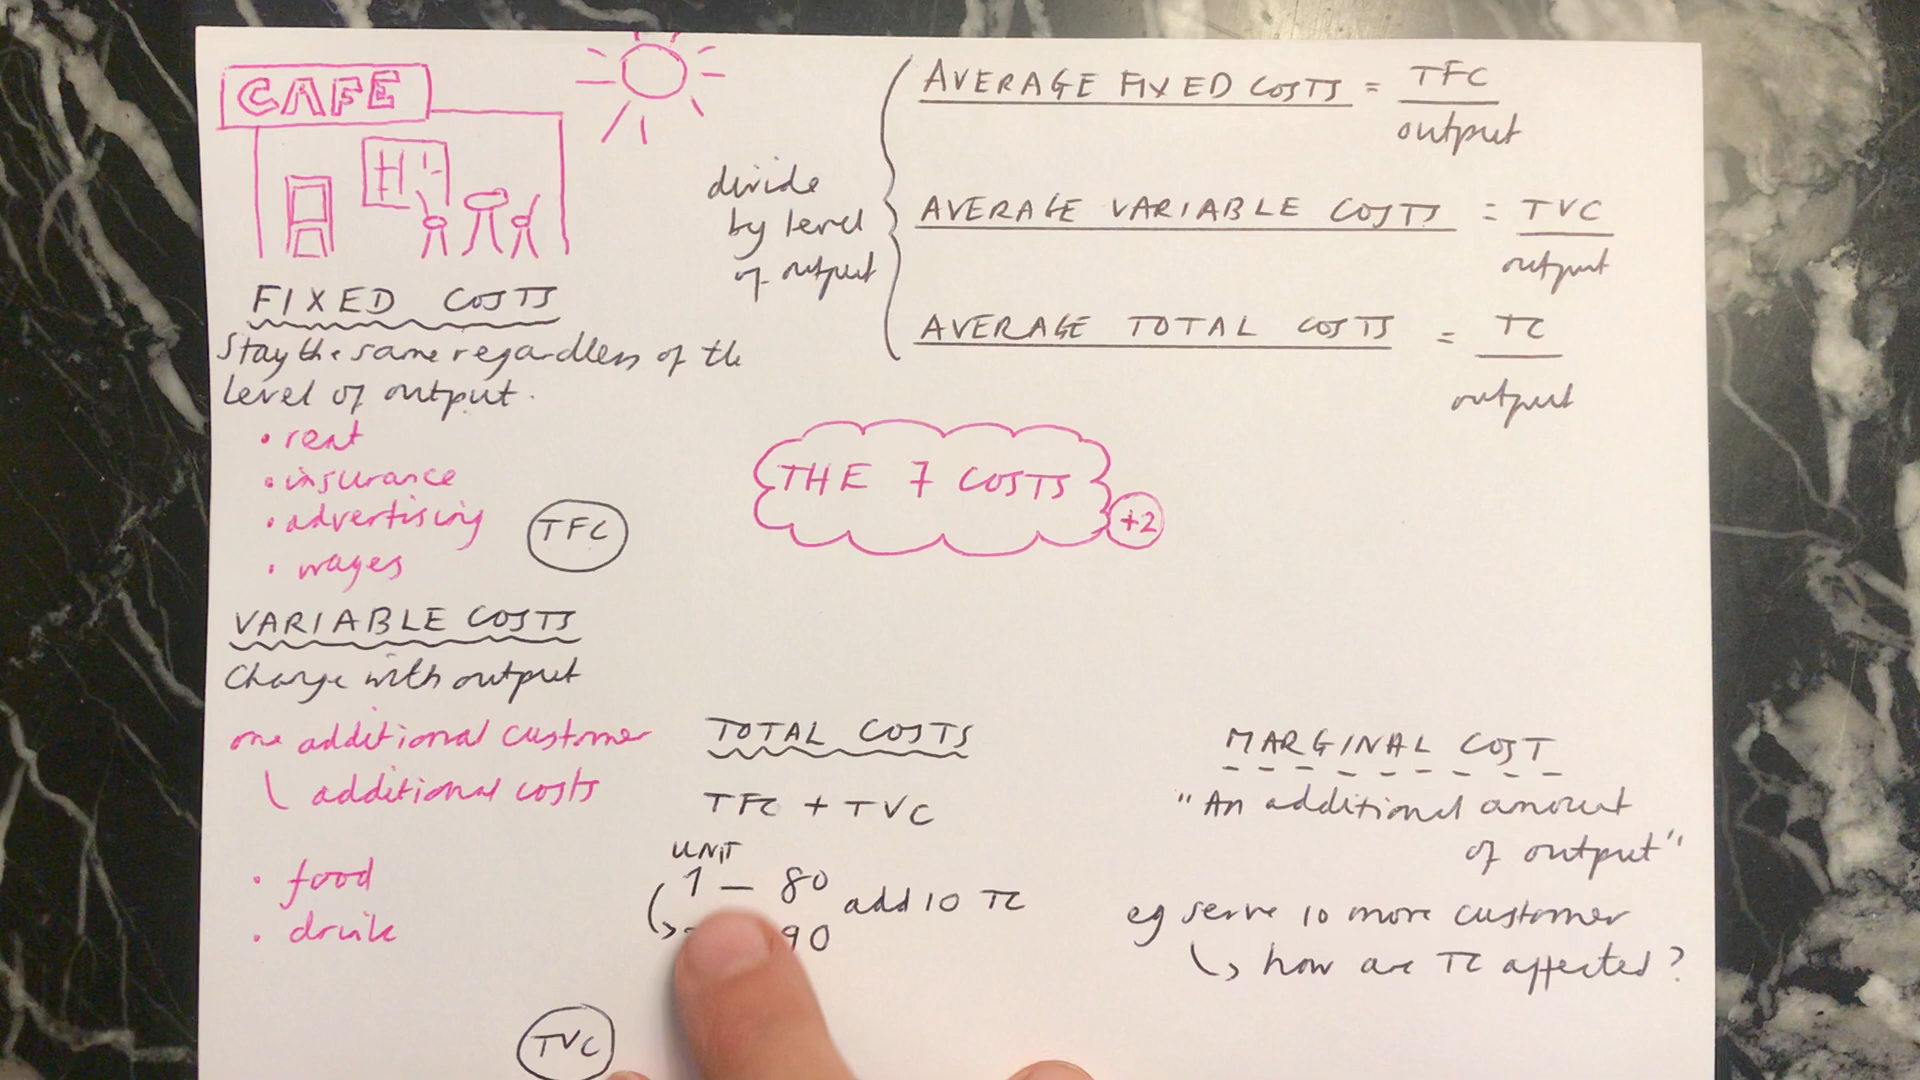 CAFE
FIXED COSTS
Stay the same regardless of the
level of output.
• rent
• insurance
• advertising
• wages
TFC
VARIABLE COSTS
Change with output
one additional customer
additional costs
• food
• drink
TVC
divide
by level
of output
AVERAGE FIXED COSTS = TFC
output
AVERAGE VARIABLE COSTS = TVC
output
AVERAGE TOTAL COSTS = TC
output
THE 7 COSTS
+2
TOTAL COSTS
TFC + TVC
UNIT
1 — 80
add 10 TC
90
MARGINAL COST
"An additional amount
of output"
eg serve 10 more customer
how are TC affected?